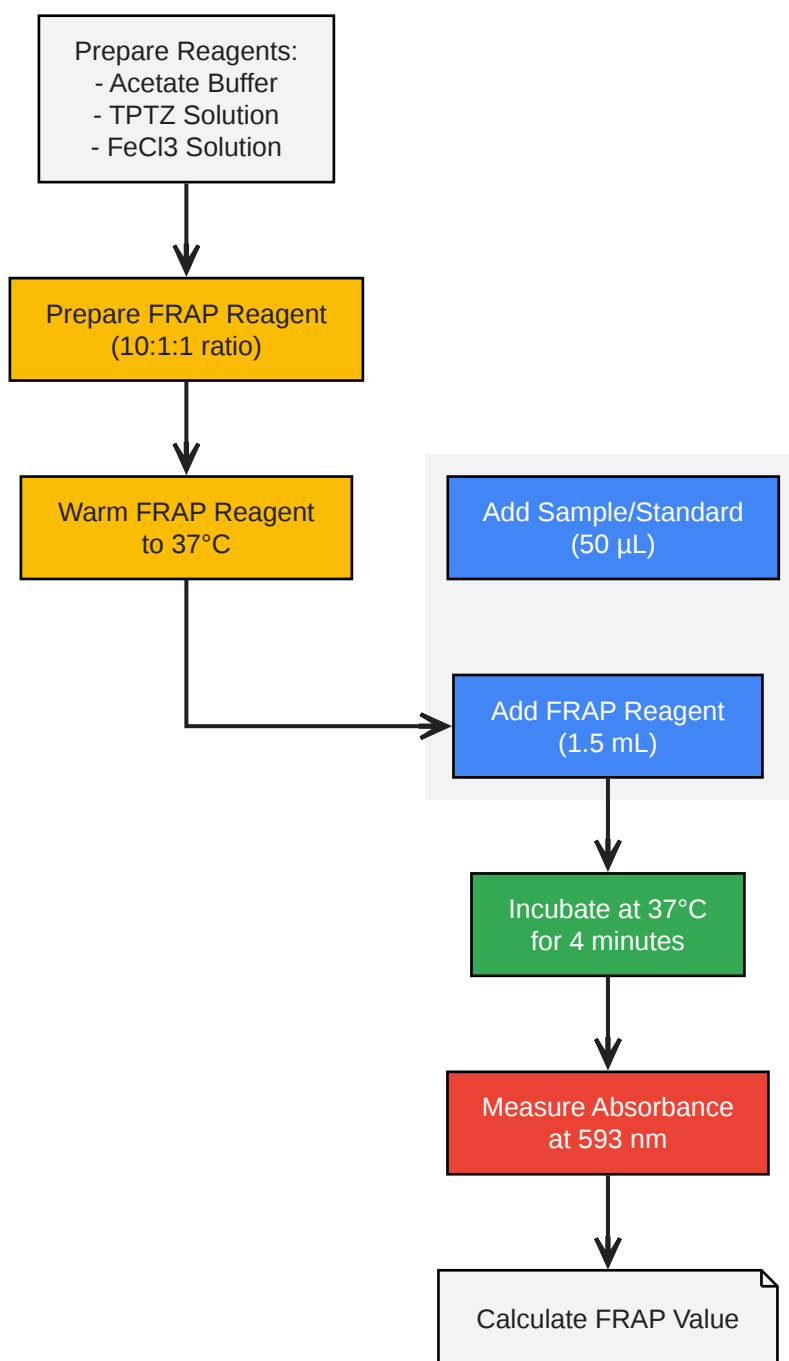 Prepare Reagents:
- Acetate Buffer
- TPTZ Solution
- FeCl3 Solution
Prepare FRAP Reagent
(10:1:1 ratio)
Warm FRAP Reagent
to 37°C
Add Sample/Standard
(50 µL)
Add FRAP Reagent
(1.5 mL)
Incubate at 37°C
for 4 minutes
Measure Absorbance
at 593 nm
Calculate FRAP Value